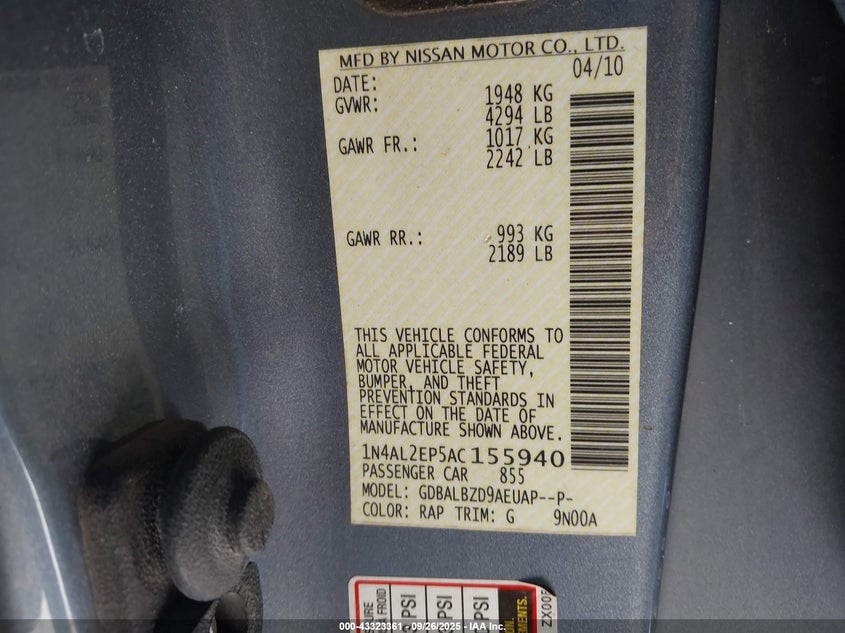 MFD BY NISSAN MOTOR CO., LTD.
DATE: 04/10
GVWR: 1948 KG
4294 LB
GAWR FR.: 1017 KG
2242 LB
GAWR RR.: 993 KG
2189 LB
THIS VEHICLE CONFORMS TO
ALL APPLICABLE FEDERAL
MOTOR VEHICLE SAFETY,
BUMPER, AND THEFT
PREVENTION STANDARDS IN
EFFECT ON THE DATE OF
MANUFACTURE SHOWN ABOVE.
1N4AL2EP5AC155940
PASSENGER CAR 855
MODEL: GDBALBZD9AEUAP--P-
COLOR: RAP TRIM: G 9N00A
FROID
PSI
PSI
PSI
000-43323361 - 09/26/2025 - IAA Inc.